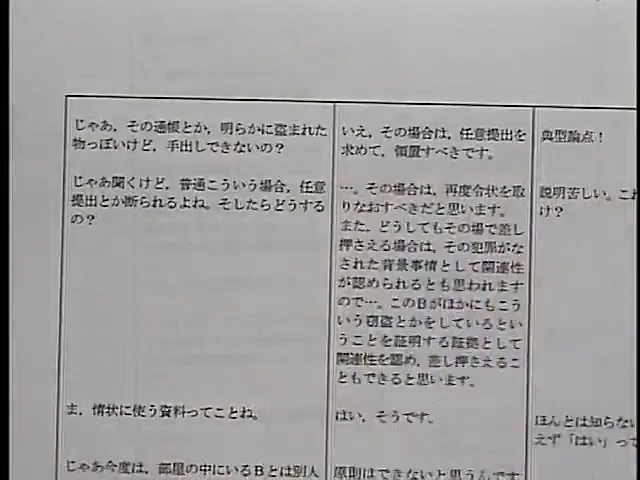 じゃあ，その通帳とか，明らかに盗まれた
物っぽいけど，手出しできないの？
いえ，その場合は，任意提出を
求めて，領置すべきです。
典型論点！
じゃあ聞くけど，普通こういう場合，任意
提出とか断られるよね。そしたらどうする
の？
…。その場合は，再度令状を取
りなおすべきだと思います。
また，どうしてもその場で差し
押さえる場合は，その犯罪がな
された背景事情として関連性
が認められるとも思われます
ので…。このＢがほかにもこう
いう窃盗とかをしているとい
うことを証明する証拠として
関連性を認め，差し押さえるこ
ともできると思います。
説明苦しい。これ
け？
ま，情状に使う資料ってことね。
はい，そうです。
ほんとは知らない
えず「はい」って
じゃあ今度は，部屋の中にいるＢとは別人
原則はできないと思うんです